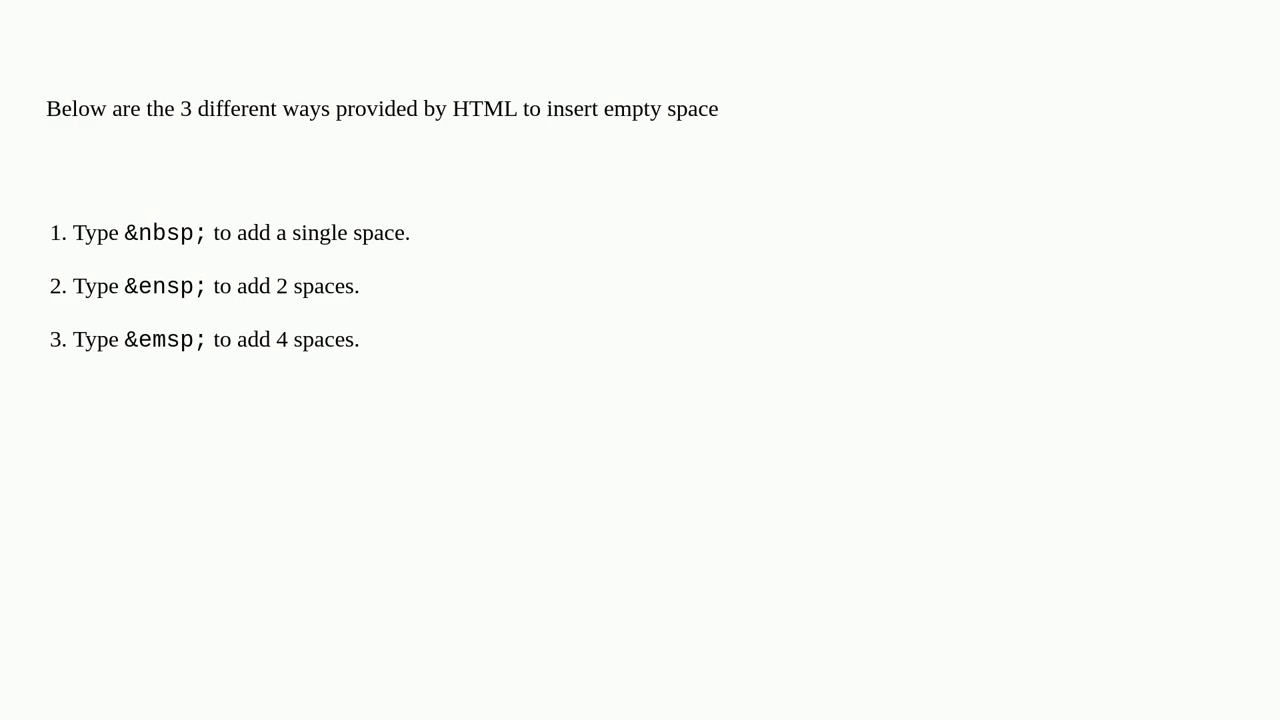 Below are the 3 different ways provided by HTML to insert empty space
1. Type &nbsp; to add a single space.
2. Type &ensp; to add 2 spaces.
3. Type &emsp; to add 4 spaces.